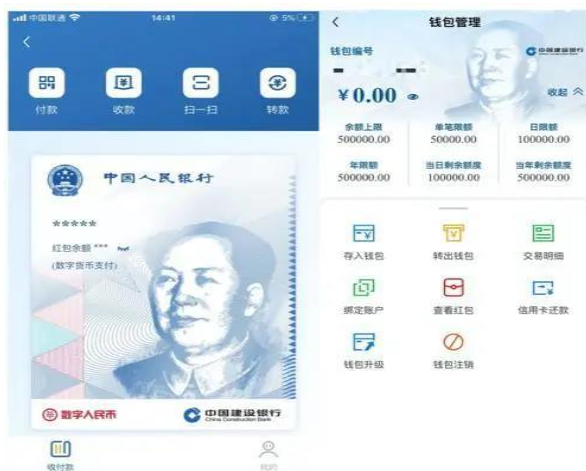 中国联通
14:41
5%
付款
收款
扫一扫
转款
中国人民银行
*****
红包余额 ***
(数字货币支付)
数字人民币
中国建设银行
China Construction Bank
收付款
我的
钱包管理
钱包编号
中国建设银行
¥0.00
收起
余额上限
单笔限额
日限额
500000.00
50000.00
100000.00
年限额
当日剩余额度
当年剩余额度
500000.00
100000.00
500000.00
存入钱包
转出钱包
交易明细
绑定账户
查看红包
信用卡还款
钱包升级
钱包注销